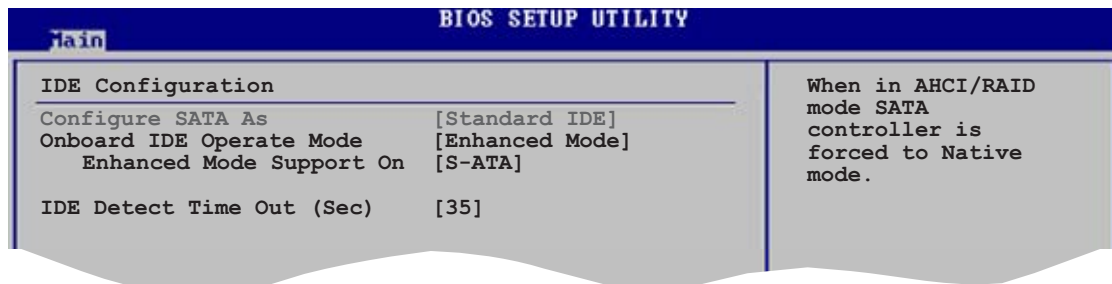 BIOS SETUP UTILITY
Main
IDE Configuration
Configure SATA As [Standard IDE]
Onboard IDE Operate Mode [Enhanced Mode]
Enhanced Mode Support On [S-ATA]
IDE Detect Time Out (Sec) [35]
When in AHCI/RAID
mode SATA
controller is
forced to Native
mode.